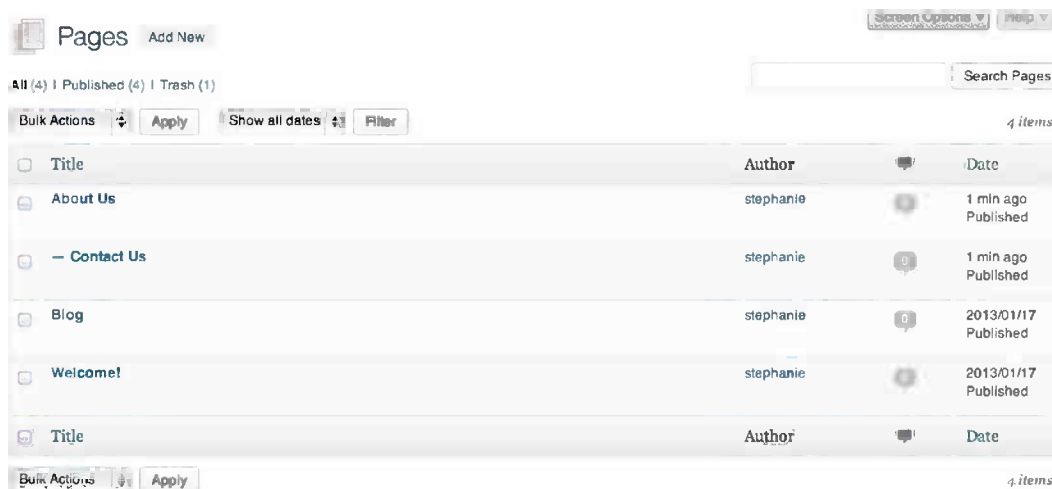 Screen Options Help
Pages Add New
All (4) | Published (4) | Trash (1)
Search Pages
Bulk Actions Apply Show all dates Filter 4 items
Title Author Date
About Us stephanie 1 min ago
Published
— Contact Us stephanie 0 1 min ago
Published
Blog stephanie 0 2013/01/17
Published
Welcome! stephanie 2013/01/17
Published
Title Author Date
Bulk Actions Apply 4 items